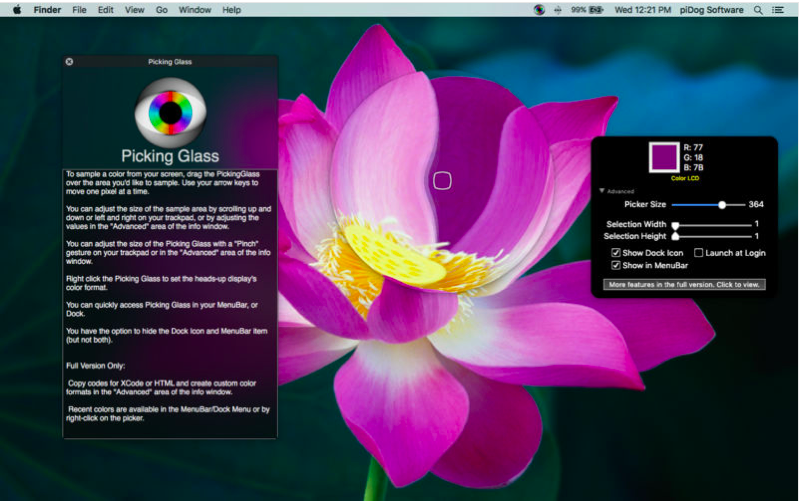 Finder File Edit View Go Window Help 99% Wed 12:21 PM piDog Software
Picking Glass
Picking Glass
To sample a color from your screen, drag the PickingGlass
over the area you'd like to sample. Use your arrow keys to
move one pixel at a time.
You can adjust the size of the sample area by scrolling up and
down or left and right on your trackpad, or by adjusting the
values in the "Advanced" area of the info window.
You can adjust the size of the Picking Glass with a "Pinch"
gesture on your trackpad or in the "Advanced" area of the info
window.
Right click the Picking Glass to set the heads-up display's
color format.
You can quickly access Picking Glass in your MenuBar, or
Dock.
You have the option to hide the Dock Icon and MenuBar item
(but not both).
Full Version Only:
Copy codes for XCode or HTML and create custom color
formats in the "Advanced" area of the info window.
Recent colors are available in the MenuBar/Dock Menu or by
right-click on the picker.
R: 77
G: 18
B: 7B
Color LCD
Advanced
Picker Size 364
Selection Width 1
Selection Height 1
Show Dock Icon Launch at Login
Show in MenuBar
More features in the full version. Click to view.